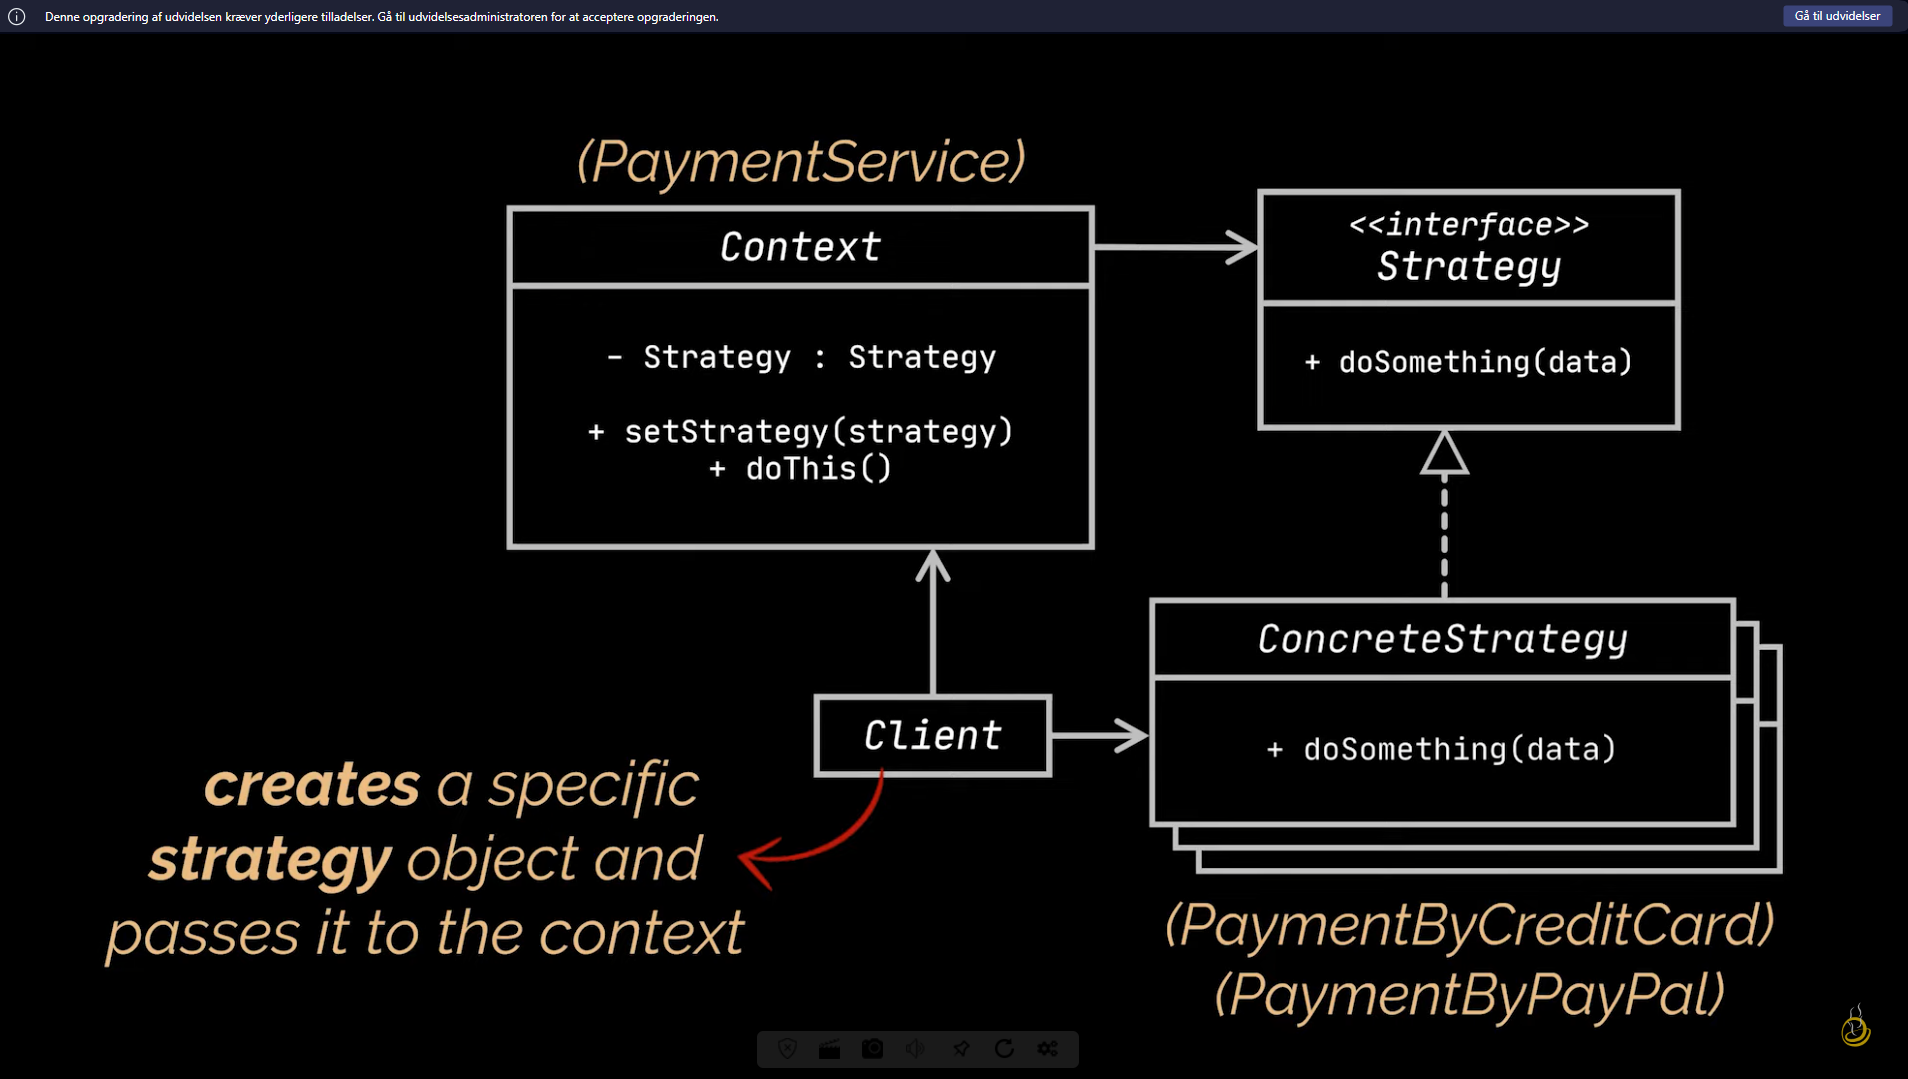 Denne opgradering af udvidelsen kræver yderligere tilladelser. Gå til udvidelsesadministratoren for at acceptere opgraderingen.
Gå til udvidelser
(PaymentService)
Context
- Strategy : Strategy
+ setStrategy(strategy)
+ doThis()
<<interface>>
Strategy
+ doSomething(data)
Client
ConcreteStrategy
+ doSomething(data)
creates a specific
strategy object and
passes it to the context
(PaymentByCreditCard)
(PaymentByPayPal)